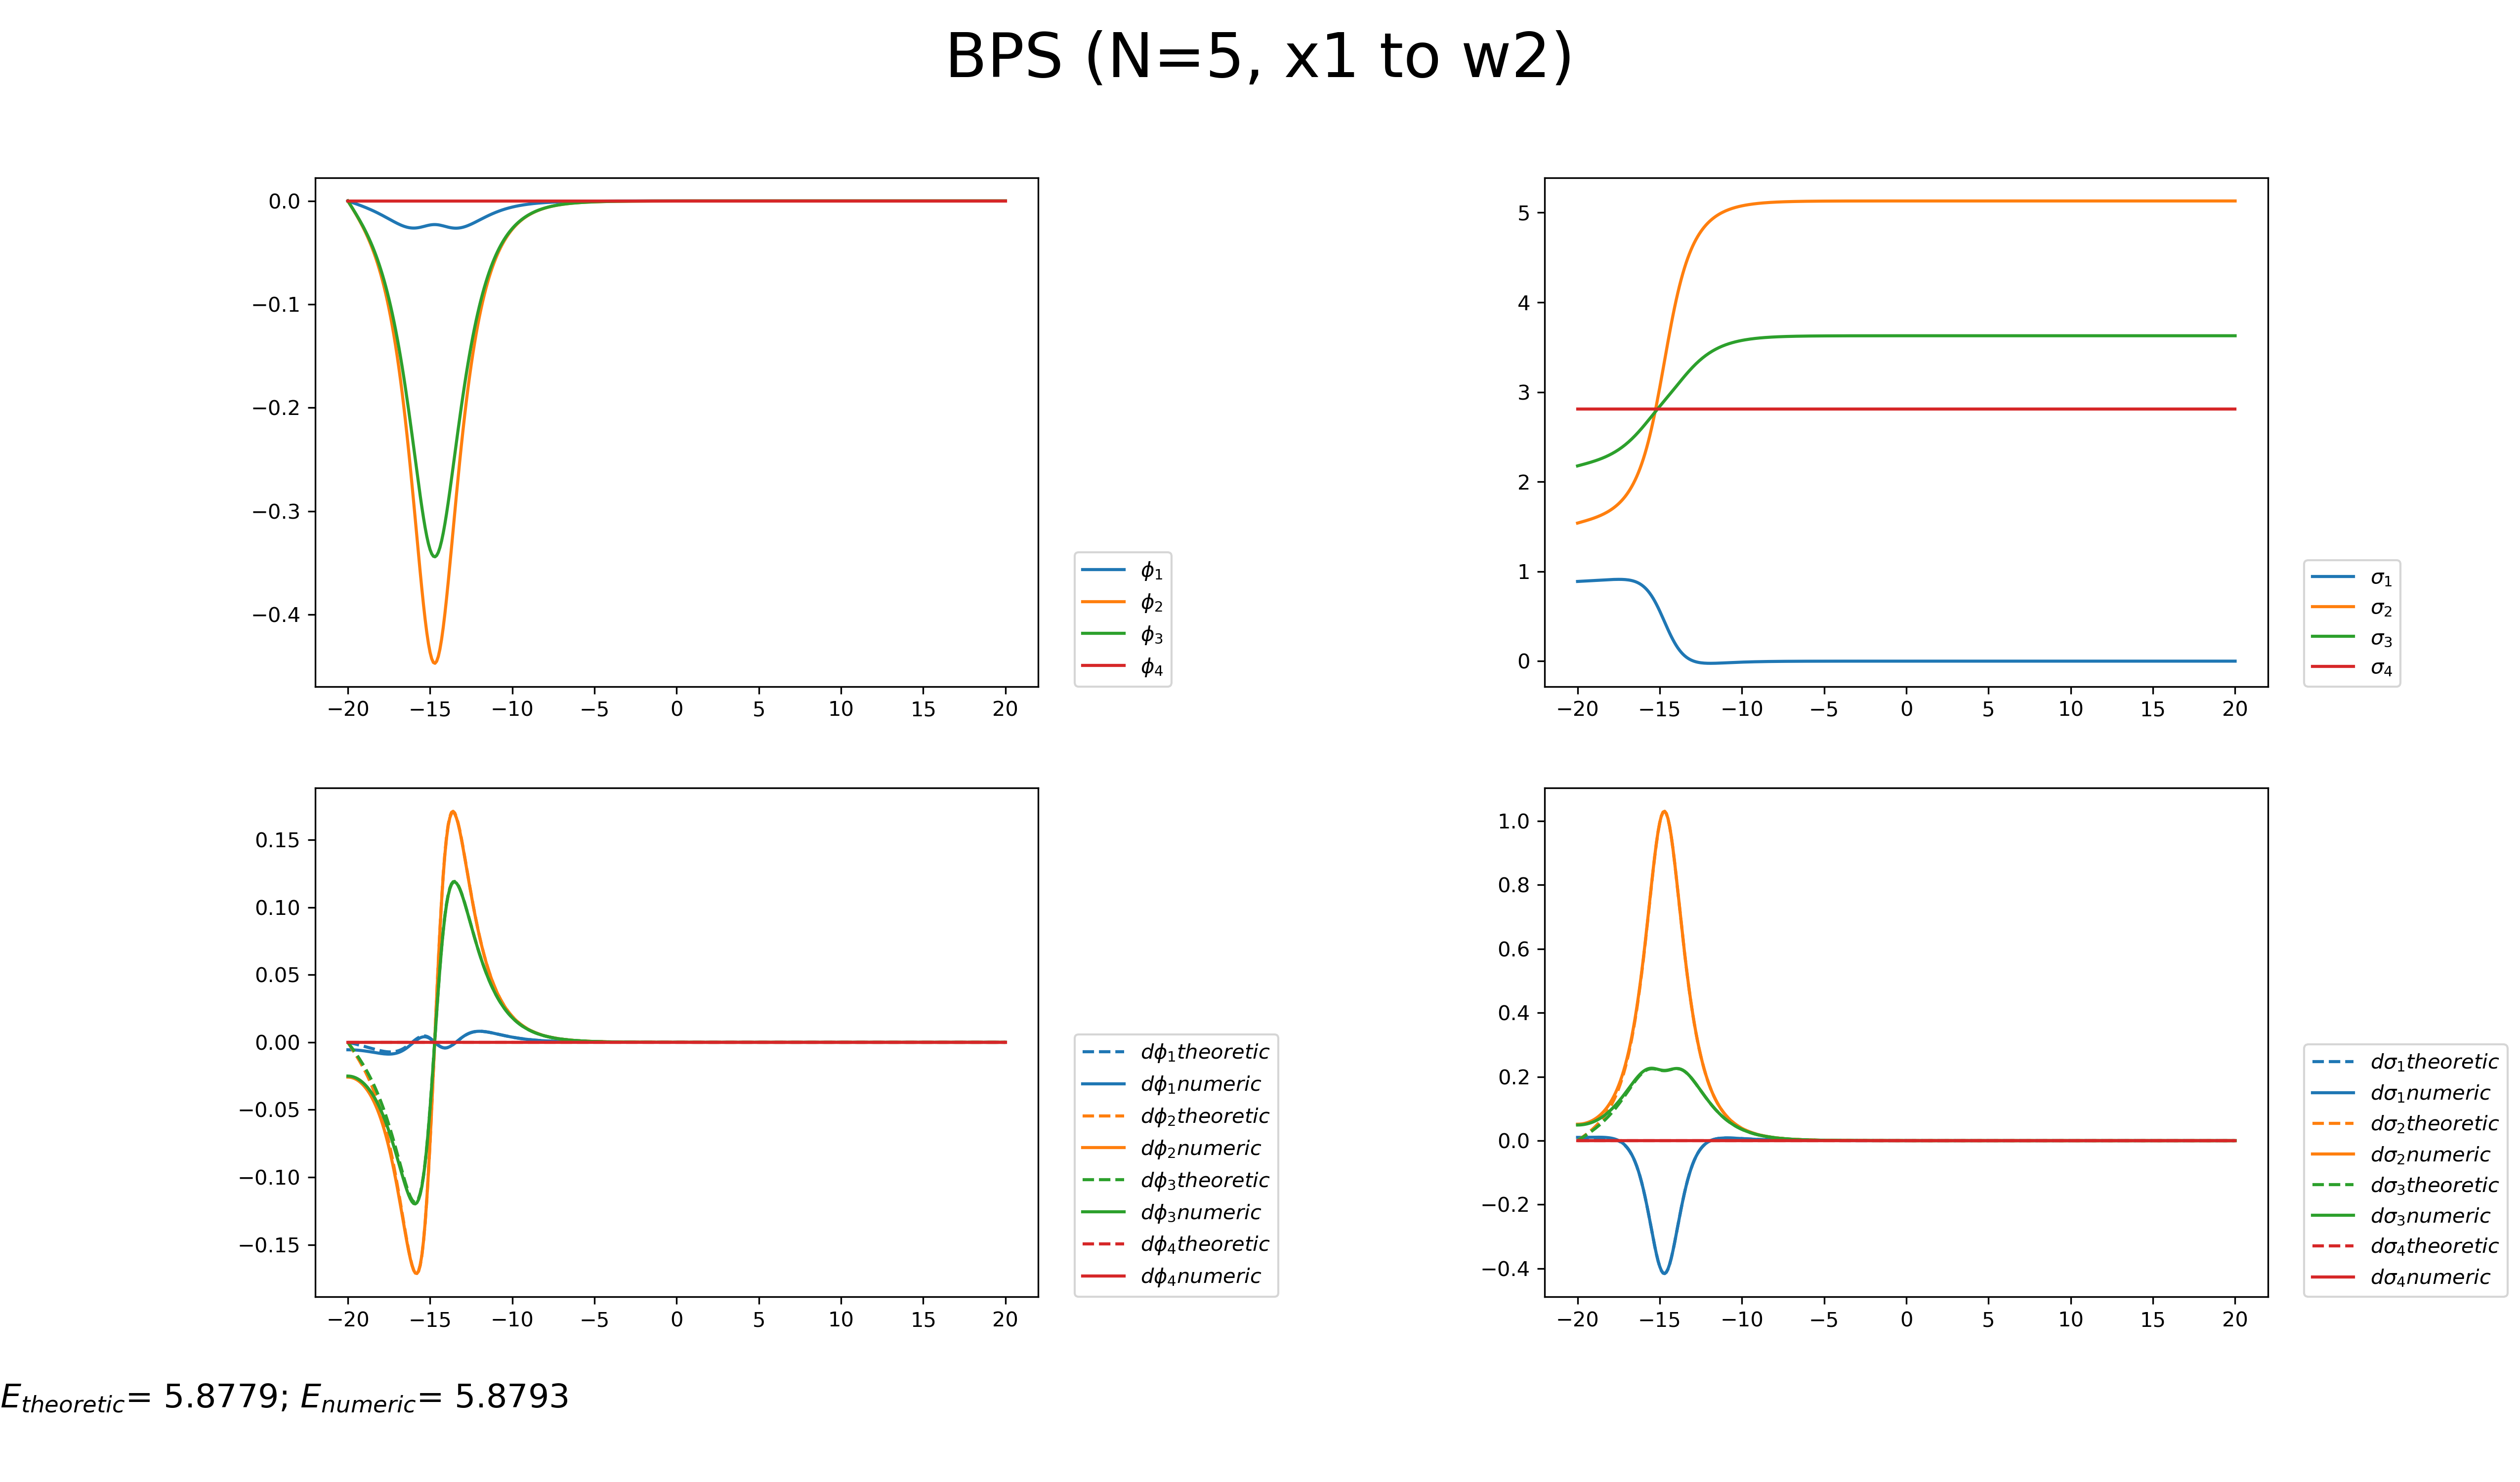 BPS (N=5, x1 to w2)
0.0
−0.1
−0.2
−0.3
−0.4
−20 −15 −10 −5 0 5 10 15 20
ϕ₁
ϕ₂
ϕ₃
ϕ₄
5
4
3
2
1
0
−20 −15 −10 −5 0 5 10 15 20
σ₁
σ₂
σ₃
σ₄
0.15
0.10
0.05
0.00
−0.05
−0.10
−0.15
−20 −15 −10 −5 0 5 10 15 20
dϕ₁theoretic
dϕ₁numeric
dϕ₂theoretic
dϕ₂numeric
dϕ₃theoretic
dϕ₃numeric
dϕ₄theoretic
dϕ₄numeric
1.0
0.8
0.6
0.4
0.2
0.0
−0.2
−0.4
−20 −15 −10 −5 0 5 10 15 20
dσ₁theoretic
dσ₁numeric
dσ₂theoretic
dσ₂numeric
dσ₃theoretic
dσ₃numeric
dσ₄theoretic
dσ₄numeric
E_theoretic= 5.8779; E_numeric= 5.8793